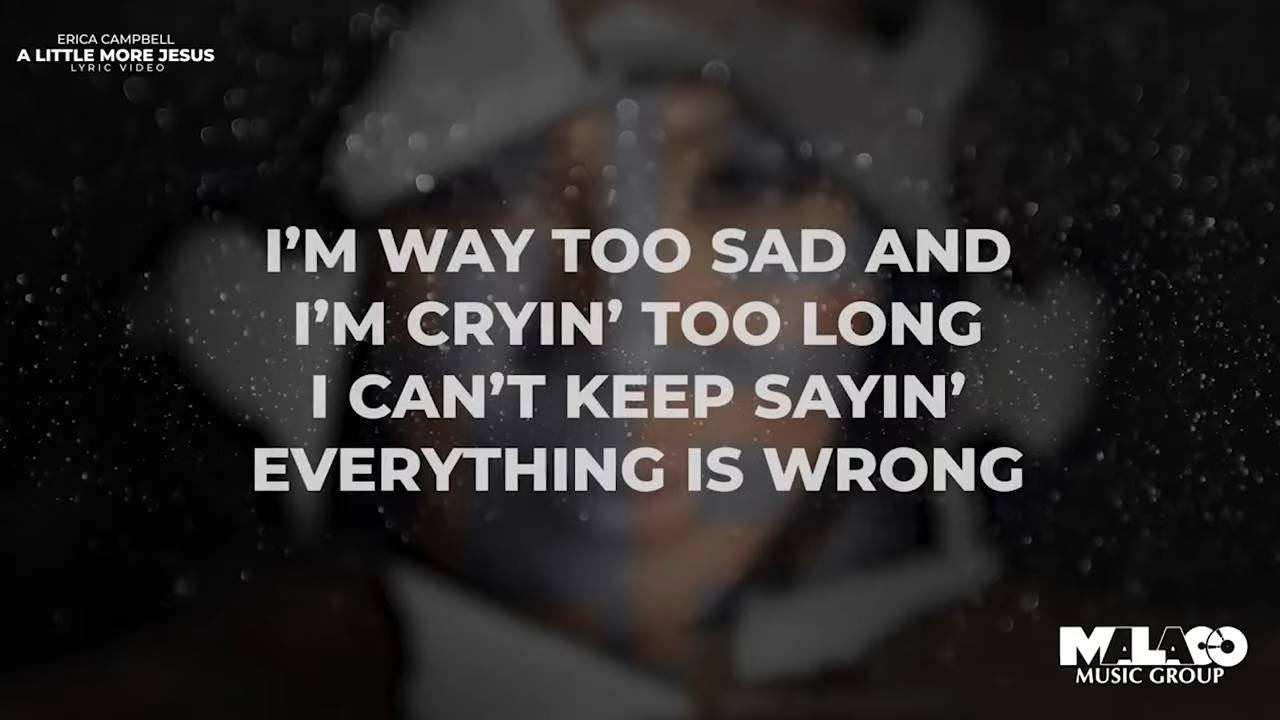 ERICA CAMPBELL
A LITTLE MORE JESUS
LYRIC VIDEO
I'M WAY TOO SAD AND
I'M CRYIN' TOO LONG
I CAN'T KEEP SAYIN'
EVERYTHING IS WRONG
MALACO
MUSIC GROUP